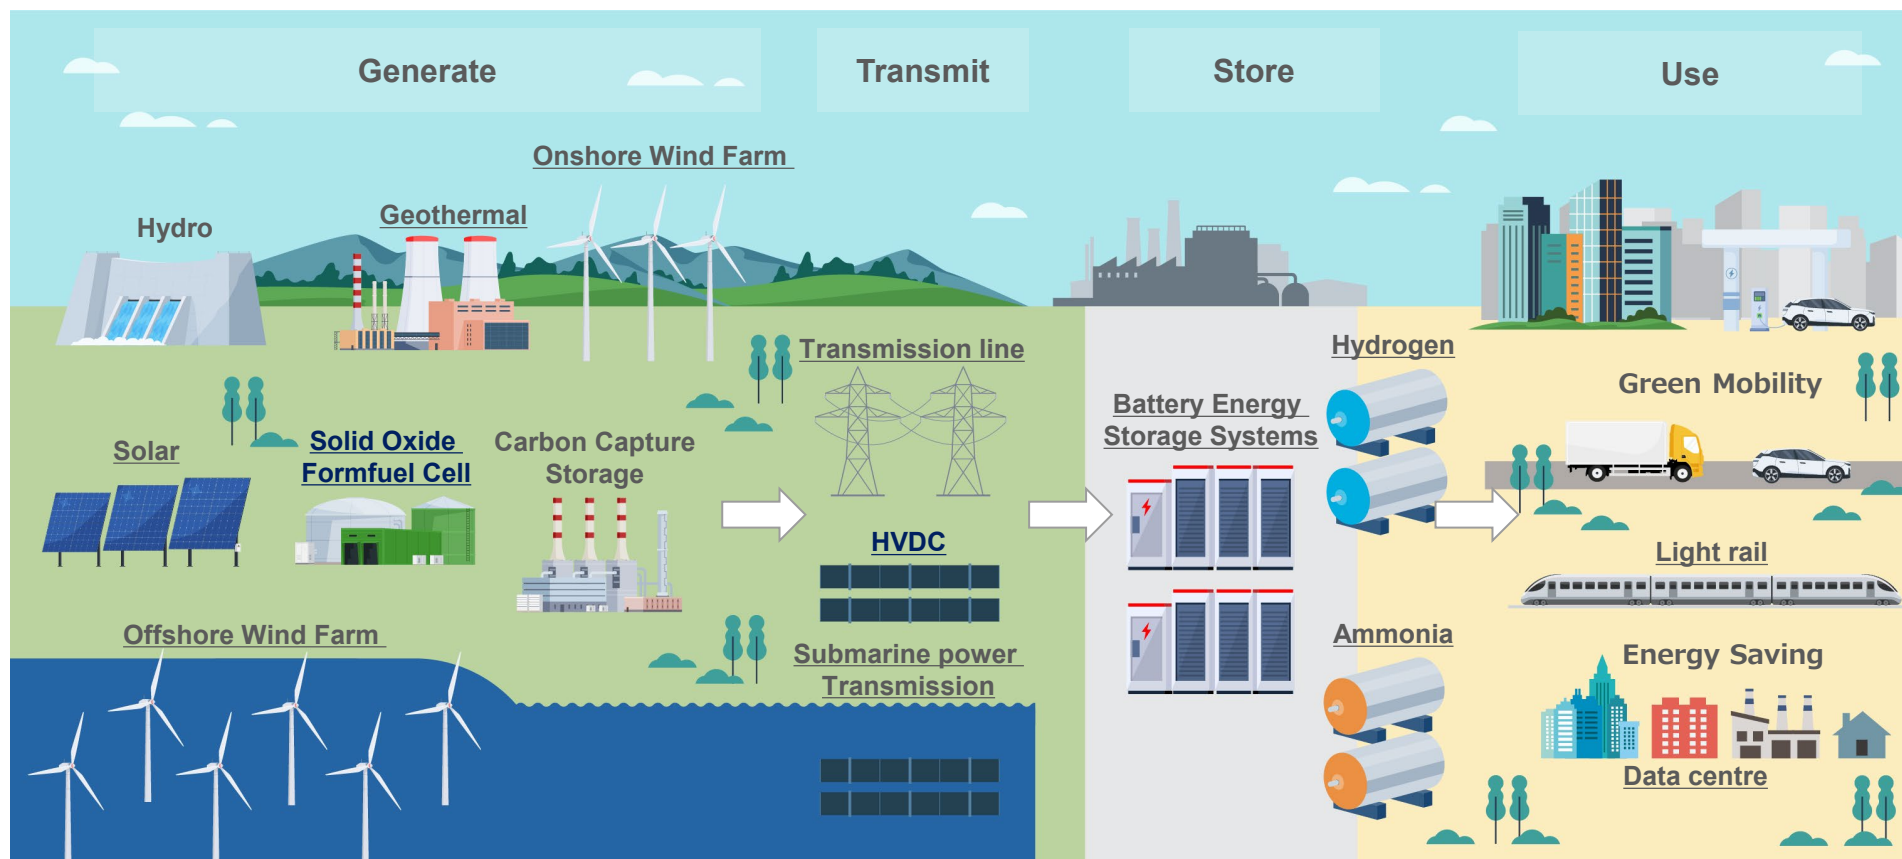 Generate
Transmit
Store
Use
Onshore Wind Farm
Geothermal
Hydro
Transmission line
Hydrogen
Green Mobility
Battery Energy
Storage Systems
Solar
Solid Oxide
Formfuel Cell
Carbon Capture
Storage
HVDC
Light rail
Offshore Wind Farm
Submarine power
Transmission
Ammonia
Energy Saving
Data centre